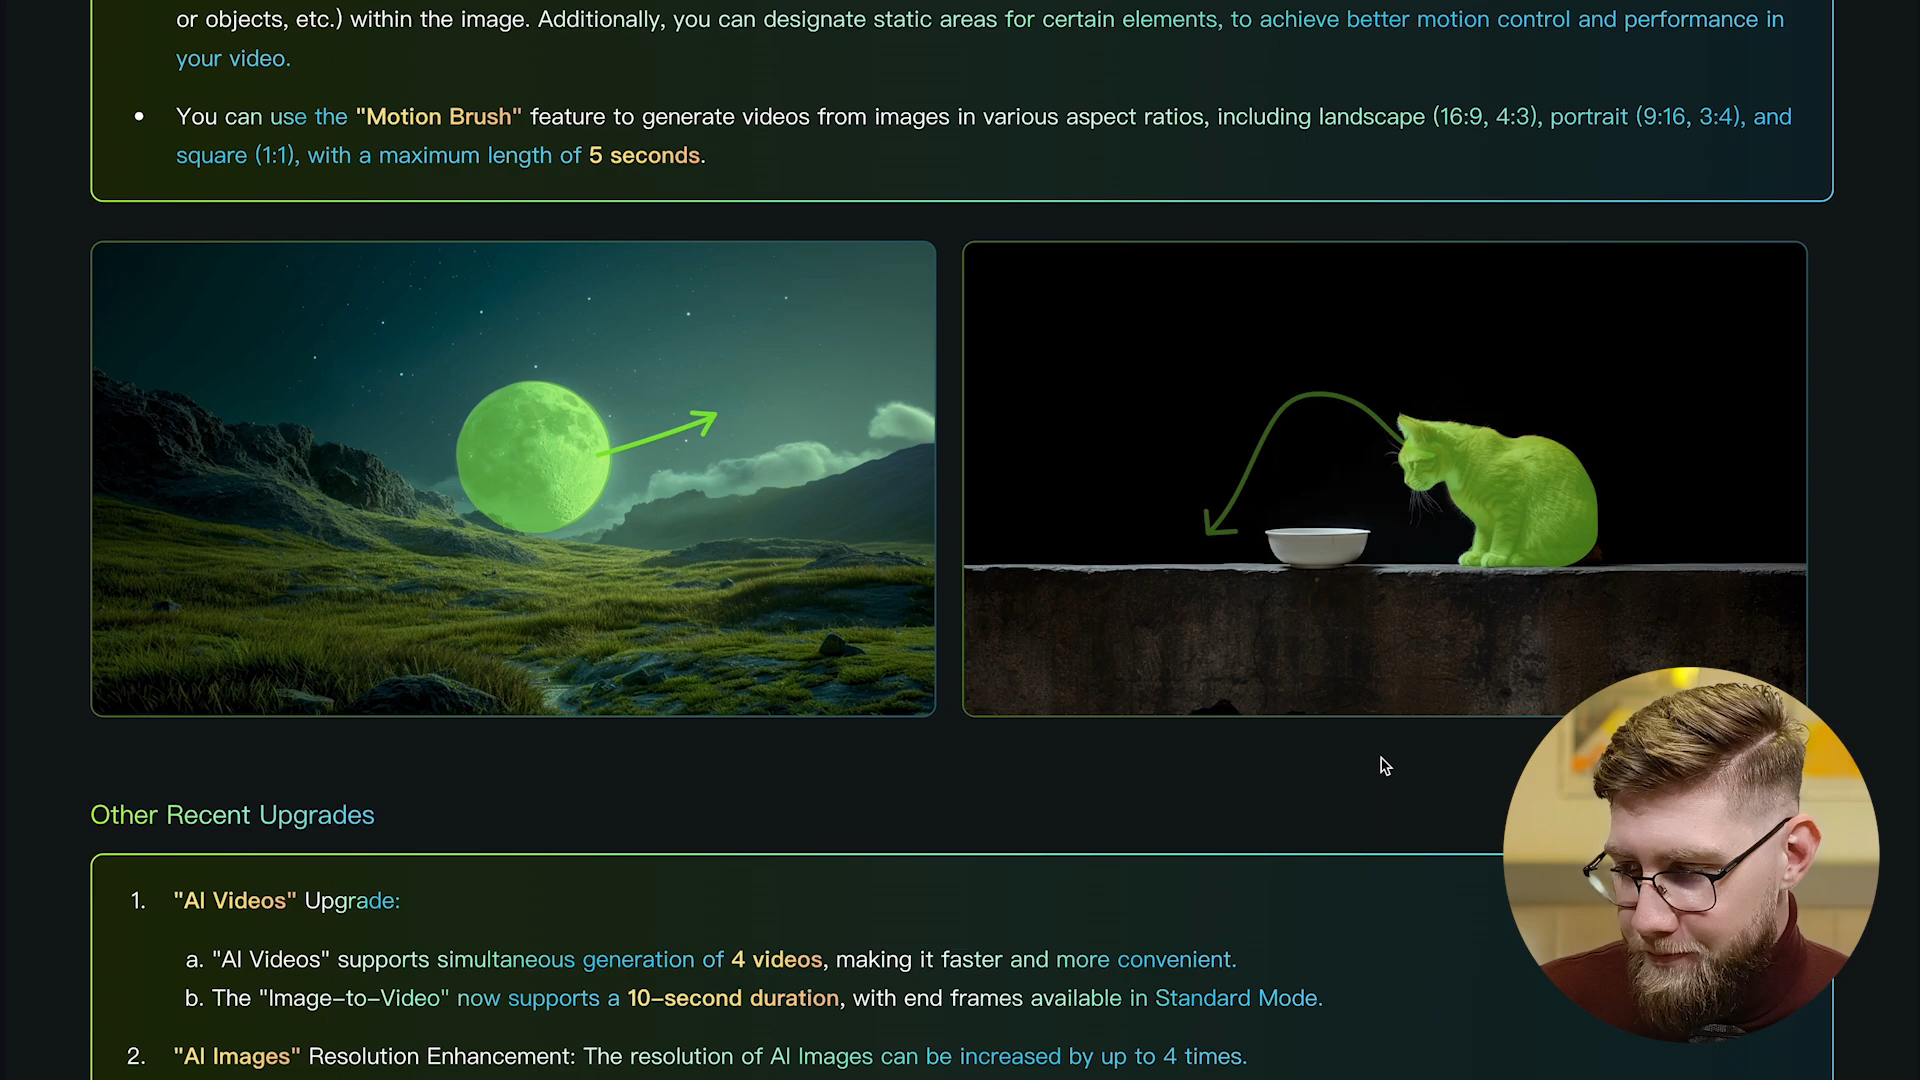 or objects, etc.) within the image. Additionally, you can designate static areas for certain elements, to achieve better motion control and performance in
your video.
• You can use the "Motion Brush" feature to generate videos from images in various aspect ratios, including landscape (16:9, 4:3), portrait (9:16, 3:4), and
square (1:1), with a maximum length of 5 seconds.
Other Recent Upgrades
1. "AI Videos" Upgrade:
a. "AI Videos" supports simultaneous generation of 4 videos, making it faster and more convenient.
b. The "Image-to-Video" now supports a 10-second duration, with end frames available in Standard Mode.
2. "AI Images" Resolution Enhancement: The resolution of AI Images can be increased by up to 4 times.